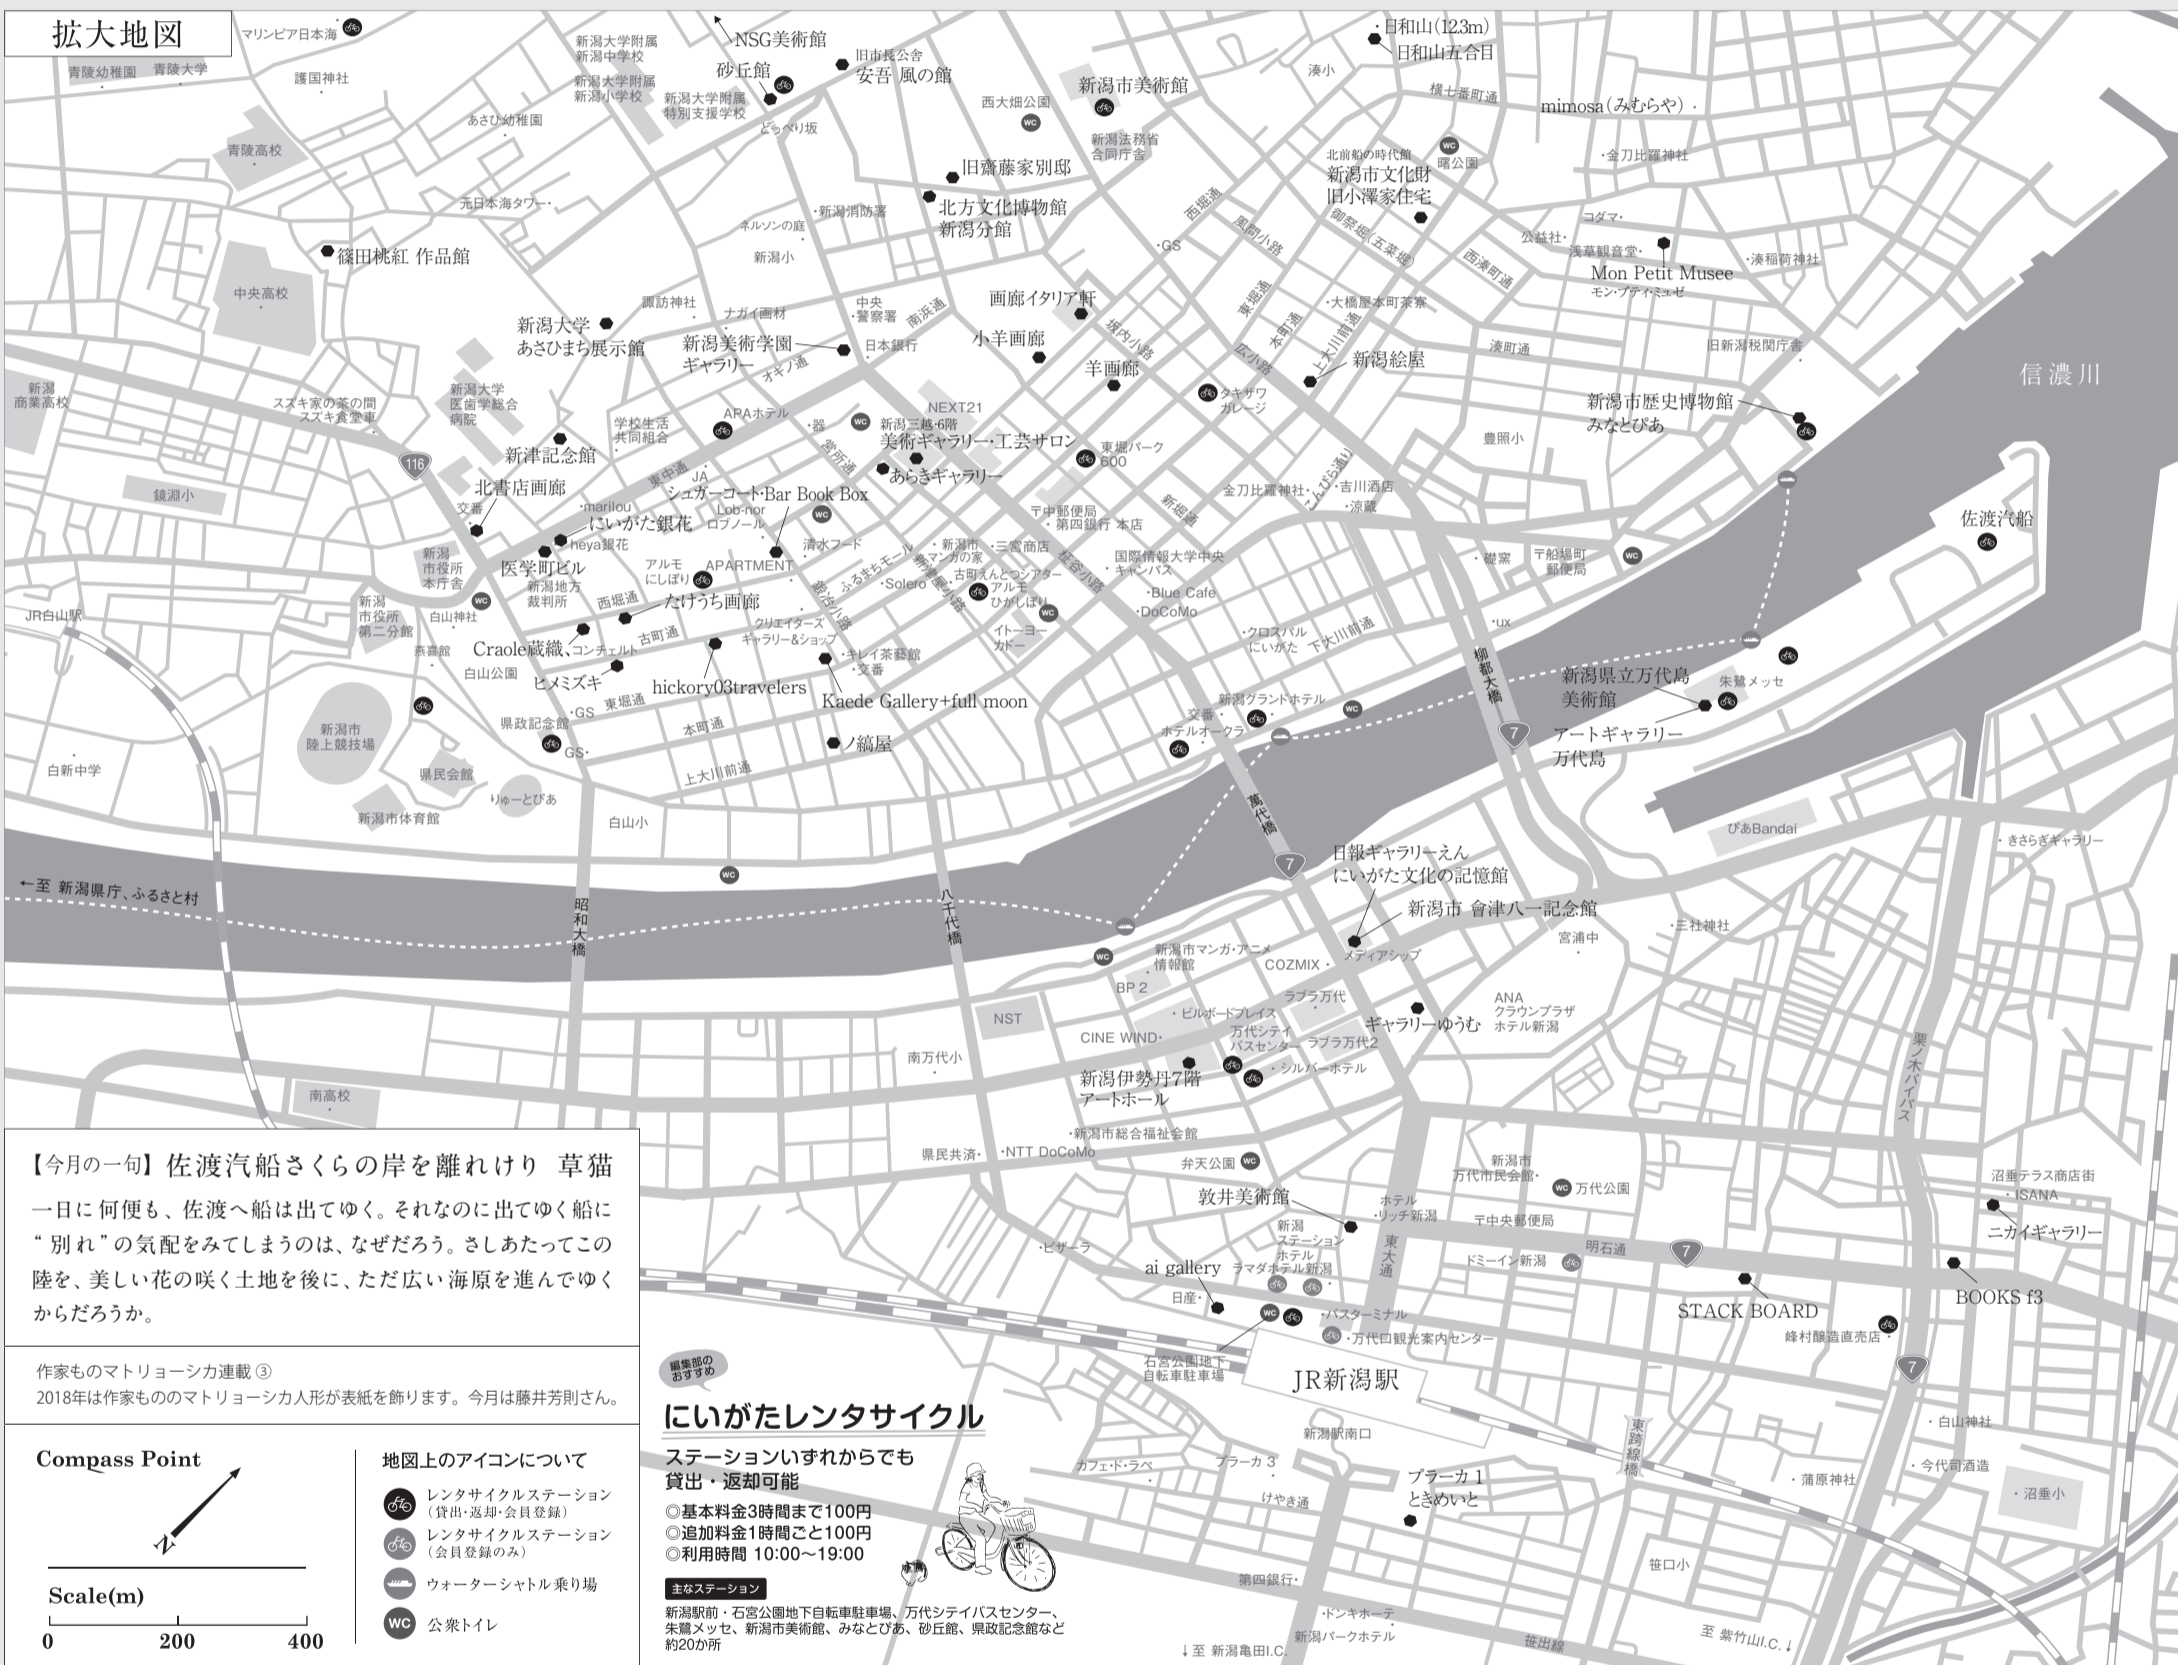 拡大地図
マリンピア日本海
青陵幼稚園
青陵大学
護国神社
新潟大学附属
新潟中学校
新潟大学附属
新潟小学校
新潟大学附属
特別支援学校
あさひ幼稚園
青陵高校
元日本海タワー・
NSG美術館
砂丘館
旧市長公舎
安吾 風の館
どっぺり坂
西大畑公園
WC
新潟市美術館
新潟法務省
合同庁舎
・日和山(12.3m)
日和山五合目
湊小
横七番町通
mimosa(みむらや)・
WC
曙公園
・金刀比羅神社
北前船の時代館
新潟市文化財
旧小澤家住宅
旧齋藤家別邸
北方文化博物館
新潟分館
・新潟消防署
ネルソンの庭
新潟小
・GS
西堀通
風間小路
御祭堀(五菜堀)
西湊町通
コダマ・
公益社・
浅草観音堂・
Mon Petit Musee
モン・プティ・ミュゼ
・湊稲荷神社
篠田桃紅 作品館
中央高校
諏訪神社
ナガイ画材
中央
・警察署
南浜通
画廊イタリア軒
東堀通
本町通
・大橋屋本町茶寮
上大川前通
広小路
坂内小路
新潟大学
あさひまち展示館
新潟美術学園
ギャラリー
日本銀行
オギノ通
小羊画廊
羊画廊
新潟絵屋
湊町通
旧新潟税関庁舎
信濃川
新潟
商業高校
スズキ家の茶の間
スズキ食堂車
新潟大学
医歯学総合
病院
学校生活
共同組合
APAホテル
・器
WC
NEXT21
新潟三越・6階
美術ギャラリー・工芸サロン
あらきギャラリー
営所通
東堀パーク
600
タキザワ
ガレージ
新潟市歴史博物館
みなとぴあ
豊照小
新津記念館
116
鏡淵小
北書店画廊
交番
東中通
JA
シュガーコート・Bar Book Box
Lob-nor
ロブノール
WC
・marilou
にいがた銀花
heya銀花
医学町ビル
新潟地方
裁判所
新潟
市役所
本庁舎
アルモ
にしぼり
APARTMENT
清水フード
ふるまちモール
鍛冶小路
新津屋小路
・Solero
・新潟市
マンガの家
・三宮商店
・古町えんとつシアター
アルモ
ひがしぼり
WC
〒中郵便局
・第四銀行 本店
新堀通
金刀比羅神社・
こんぴら通り
・吉川酒店
・涼蔵
柾谷小路
国際情報大学中央
・キャンパス
・Blue Cafe
・DoCoMo
・礎窯
〒船場町
郵便局
WC
佐渡汽船
JR白山駅
新潟
市役所
第二分館
WC
白山神社
燕喜館
白山公園
西堀通
古町通
たけうち画廊
Craole蔵織、コンチェルト
ヒメミズキ
hickory03travelers
クリエイターズ
ギャラリー&ショップ
・キレイ茶藝館
・交番
Kaede Gallery+full moon
イトーヨー
カドー
・クロスパル
にいがた
下大川前通
・ux
柳都大橋
新潟県立万代島
美術館
朱鷺メッセ
アートギャラリー
万代島
新潟市
陸上競技場
県政記念館
・GS
GS・
東堀通
本町通
上大川前通
ノ縞屋
新潟グランドホテル
交番・
ホテルオークラ
WC
7
白新中学
県民会館
りゅーとぴあ
新潟市体育館
白山小
萬代橋
7
ぴあBandai
・きさらぎギャラリー
WC
←至 新潟県庁、ふるさと村
昭和大橋
八千代橋
日報ギャラリーえん
にいがた文化の記憶館
新潟市 會津八一記念館
メディアシップ
宮浦中
・三社神社
WC
新潟市マンガ・アニメ
・情報館
COZMIX・
BP 2
NST
CINE WIND・
・ビルボードプレイス
ラブラ万代
万代シテイ
バスセンター
ラブラ万代2
・シルバーホテル
ギャラリーゆうむ
ANA
クラウンプラザ
ホテル新潟
南万代小
南高校
新潟伊勢丹7階
アートホール
・新潟市総合福祉会館
県民共済・
・NTT DoCoMo
弁天公園
WC
栗ノ木バイパス
新潟市
万代市民会館・
WC
万代公園
沼垂テラス商店街
・ISANA
ニカイギャラリー
敦井美術館
ホテル
・リッチ新潟
〒中央郵便局
明石通
7
新潟
ステーション
ホテル
ラマダホテル新潟
東大通
ドミーイン新潟
・ビザーラ
ai gallery
日産・
WC
・バスターミナル
・万代口観光案内センター
石宮公園地下
自転車駐車場
STACK BOARD
BOOKS f3
峰村醸造直売店
7
JR新潟駅
新潟駅南口
東跨線橋
・白山神社
・今代司酒造
・沼垂小
・蒲原神社
カフェ・ド・ラペ
プラーカ 3
けやき通
プラーカ 1
ときめいと
笹口小
第四銀行・
・ドンキホーテ
新潟パークホテル
↓至 新潟亀田I.C.
笹出線
至 紫竹山I.C.↓
【今月の一句】 佐渡汽船さくらの岸を離れけり 草猫
一日に何便も、佐渡へ船は出てゆく。それなのに出てゆく船に
“別れ”の気配をみてしまうのは、なぜだろう。さしあたってこの
陸を、美しい花の咲く土地を後に、ただ広い海原を進んでゆく
からだろうか。
作家ものマトリョーシカ連載 ③
2018年は作家もののマトリョーシカ人形が表紙を飾ります。今月は藤井芳則さん。
Compass Point
N
Scale(m)
0 200 400
地図上のアイコンについて
レンタサイクルステーション
(貸出・返却・会員登録)
レンタサイクルステーション
(会員登録のみ)
ウォーターシャトル乗り場
WC 公衆トイレ
編集部の
おすすめ
にいがたレンタサイクル
ステーションいずれからでも
貸出・返却可能
◎基本料金3時間まで100円
◎追加料金1時間ごと100円
◎利用時間 10:00〜19:00
主なステーション
新潟駅前・石宮公園地下自転車駐車場、万代シテイバスセンター、
朱鷺メッセ、新潟市美術館、みなとぴあ、砂丘館、県政記念館など
約20か所